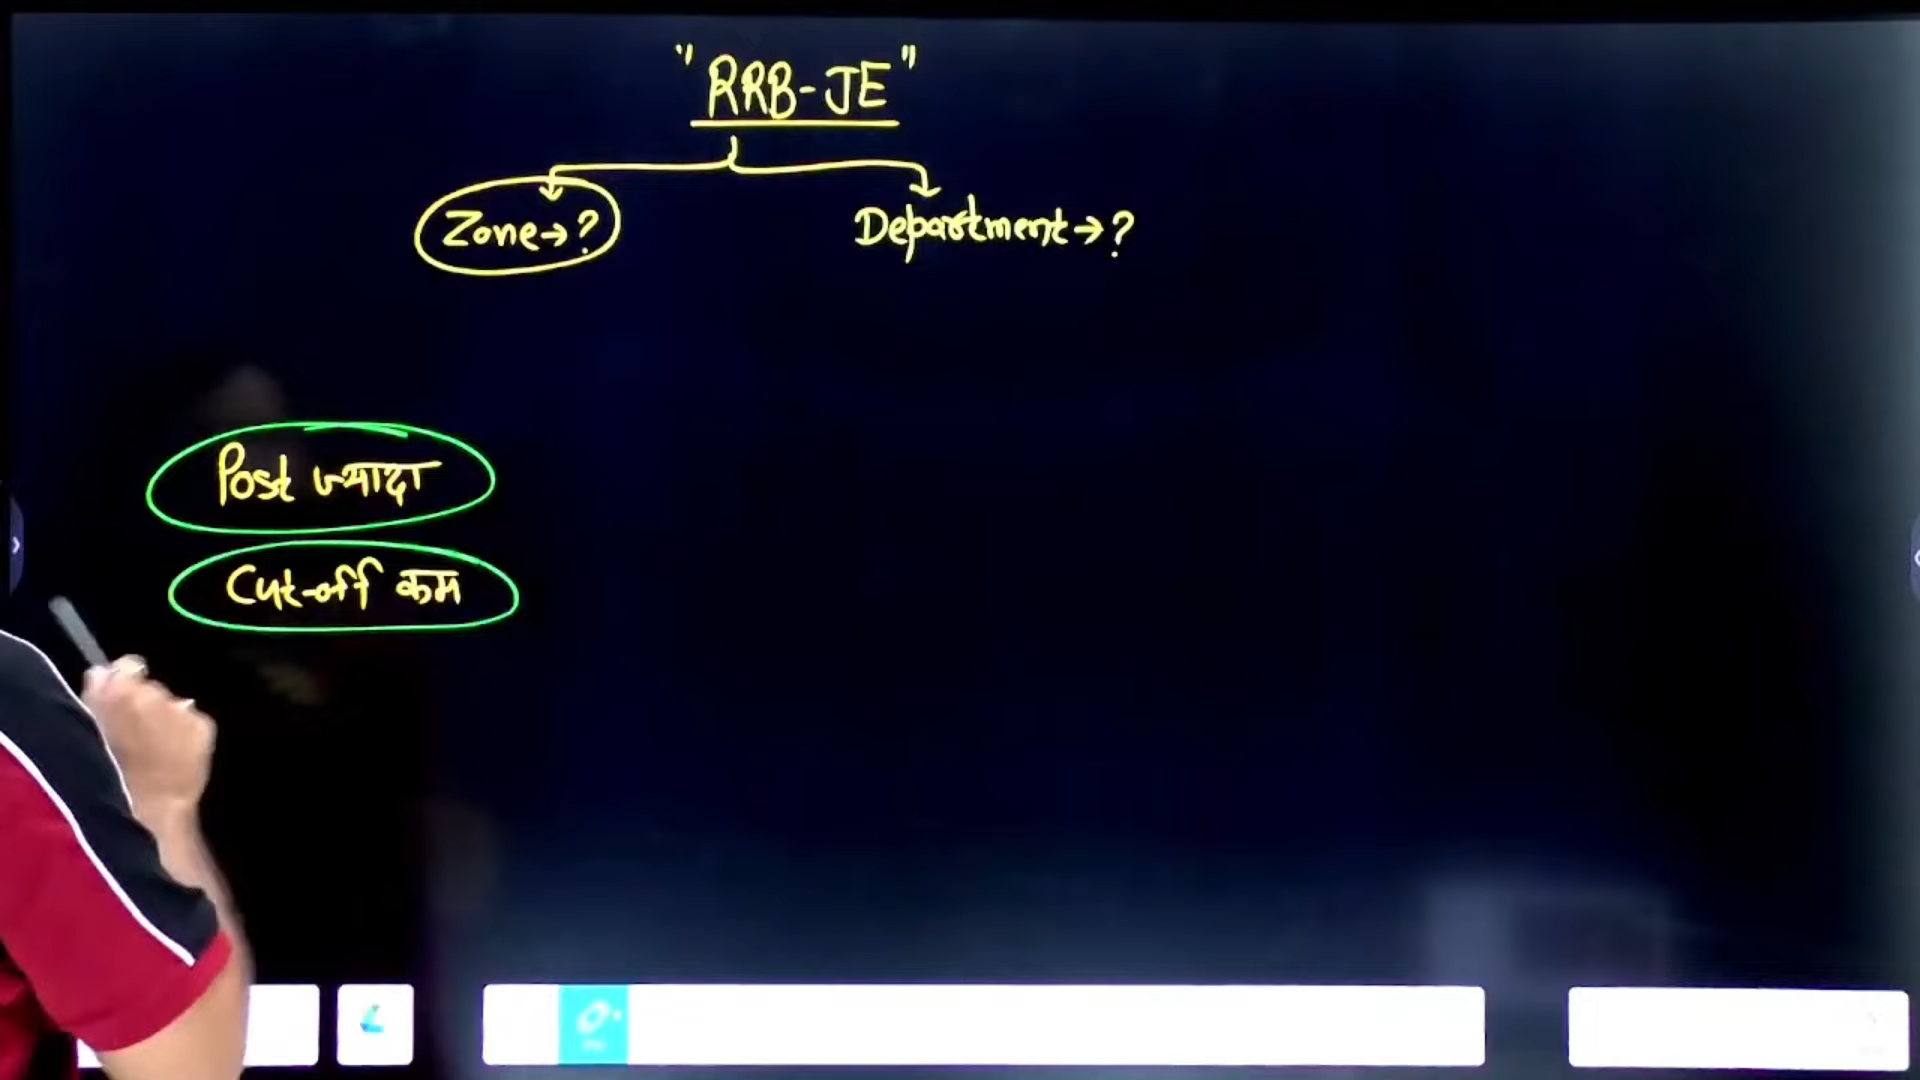 "RRB-JE"
Zone→? Department→?
Post ज्यादा
Cut-off कम